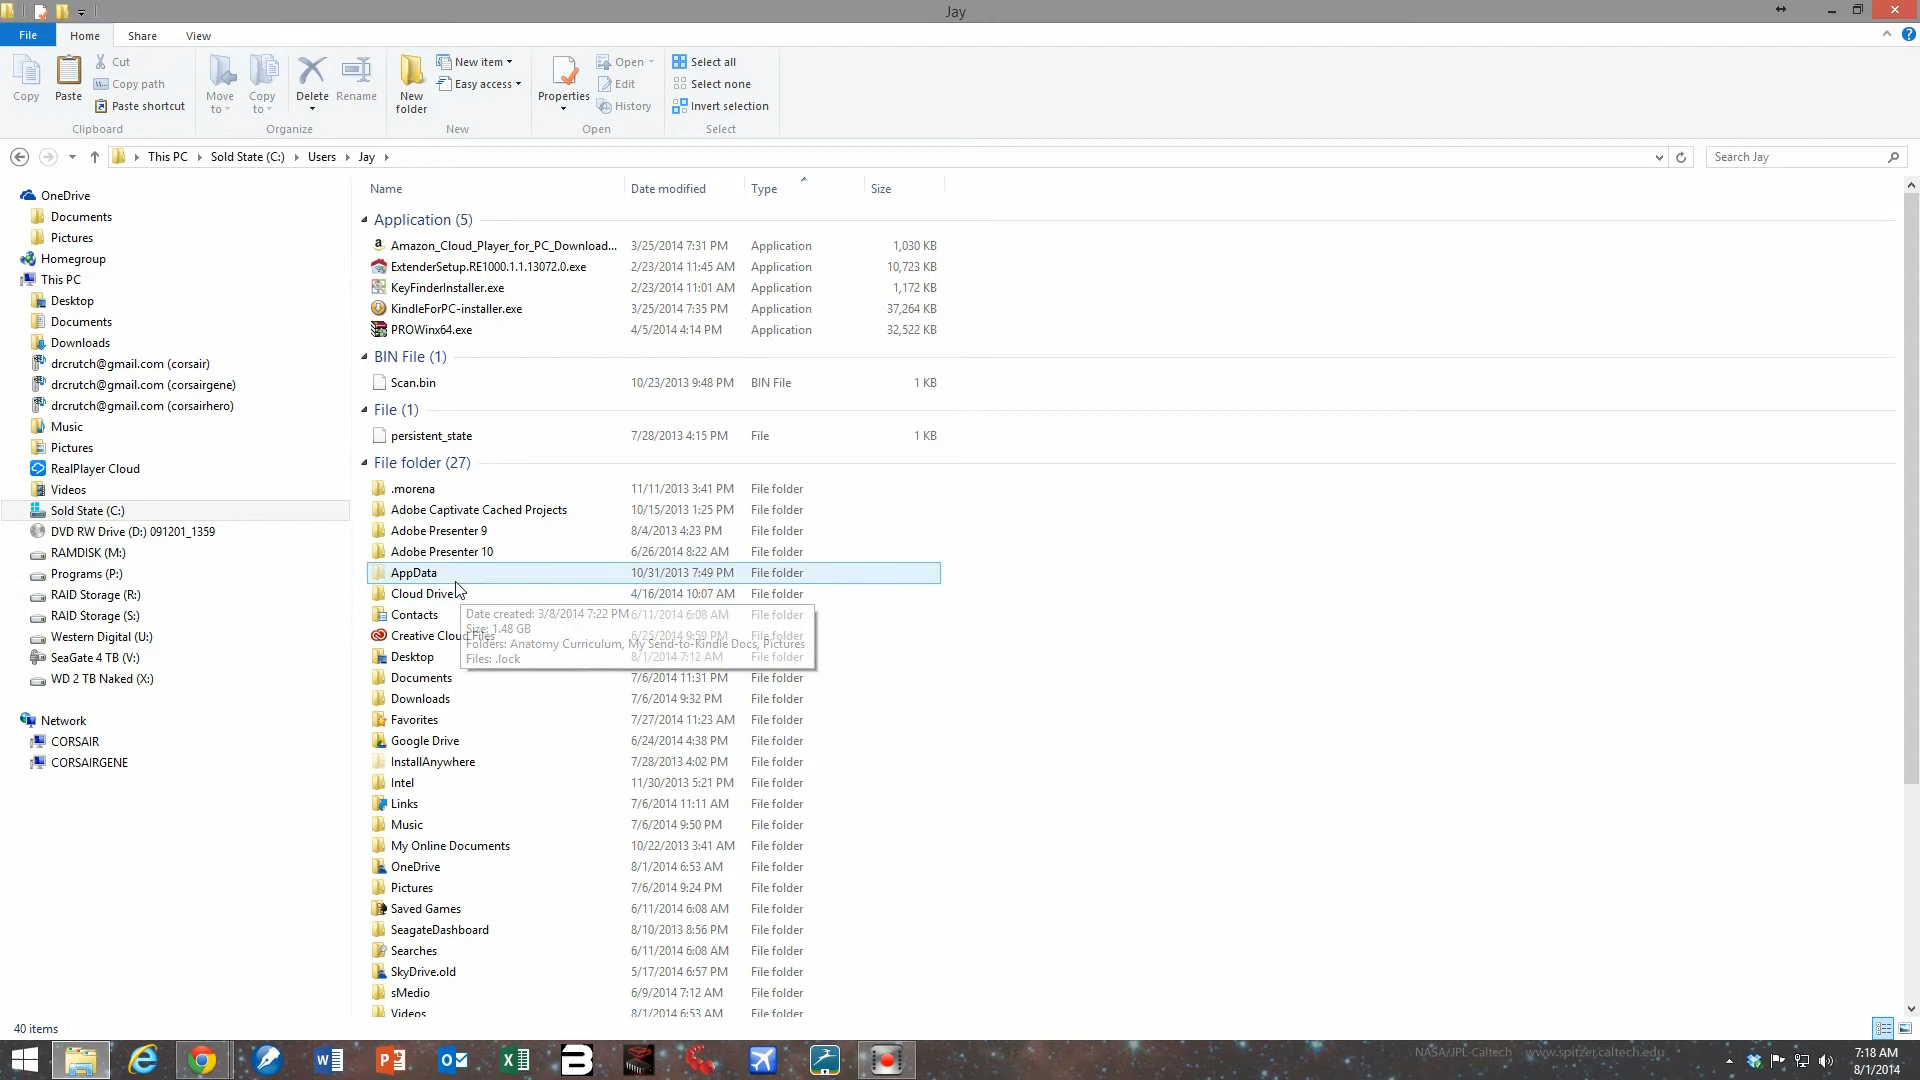 Jay
File Home Share View
Copy Paste Cut Copy path Paste shortcut Move to Copy to Delete Rename New folder New item Easy access Properties Open Edit History Select all Select none Invert selection
Clipboard Organize New Open Select
This PC Sold State (C:) Users Jay Search Jay
OneDrive
Documents
Pictures
Homegroup
This PC
Desktop
Documents
Downloads
drcrutch@gmail.com (corsair)
drcrutch@gmail.com (corsairgene)
drcrutch@gmail.com (corsairhero)
Music
Pictures
RealPlayer Cloud
Videos
Sold State (C:)
DVD RW Drive (D:) 091201_1359
RAMDISK (M:)
Programs (P:)
RAID Storage (R:)
RAID Storage (S:)
Western Digital (U:)
SeaGate 4 TB (V:)
WD 2 TB Naked (X:)
Network
CORSAIR
CORSAIRGENE
Name Date modified Type Size
Application (5)
Amazon_Cloud_Player_for_PC_Download... 3/25/2014 7:31 PM Application 1,030 KB
ExtenderSetup.RE1000.1.1.13072.0.exe 2/23/2014 11:45 AM Application 10,723 KB
KeyFinderInstaller.exe 2/23/2014 11:01 AM Application 1,172 KB
KindleForPC-installer.exe 3/25/2014 7:35 PM Application 37,264 KB
PROWinx64.exe 4/5/2014 4:14 PM Application 32,522 KB
BIN File (1)
Scan.bin 10/23/2013 9:48 PM BIN File 1 KB
File (1)
persistent_state 7/28/2013 4:15 PM File 1 KB
File folder (27)
.morena 11/11/2013 3:41 PM File folder
Adobe Captivate Cached Projects 10/15/2013 1:25 PM File folder
Adobe Presenter 9 8/4/2013 4:23 PM File folder
Adobe Presenter 10 6/26/2014 8:22 AM File folder
AppData 10/31/2013 7:49 PM File folder
Cloud Drive 4/16/2014 10:07 AM File folder
Contacts 6/11/2014 6:08 AM File folder
Creative Cloud Files 6/25/2014 9:59 PM File folder
Desktop 8/1/2014 7:12 AM File folder
Date created: 3/8/2014 7:22 PM
Size: 1.48 GB
Folders: Anatomy Curriculum, My Send-to-Kindle Docs, Pictures
Files: .lock
Documents 7/6/2014 11:31 PM File folder
Downloads 7/6/2014 9:32 PM File folder
Favorites 7/27/2014 11:23 AM File folder
Google Drive 6/24/2014 4:38 PM File folder
InstallAnywhere 7/28/2013 4:02 PM File folder
Intel 11/30/2013 5:21 PM File folder
Links 7/6/2014 11:11 AM File folder
Music 7/6/2014 9:50 PM File folder
My Online Documents 10/22/2013 3:41 AM File folder
OneDrive 8/1/2014 6:53 AM File folder
Pictures 7/6/2014 9:24 PM File folder
Saved Games 6/11/2014 6:08 AM File folder
SeagateDashboard 8/10/2013 8:56 PM File folder
Searches 6/11/2014 6:08 AM File folder
SkyDrive.old 5/17/2014 6:57 PM File folder
sMedio 6/9/2014 7:12 AM File folder
Videos 8/1/2014 6:53 AM File folder
40 items
NASA/JPL-Caltech www.spitzer.caltech.edu
7:18 AM
8/1/2014